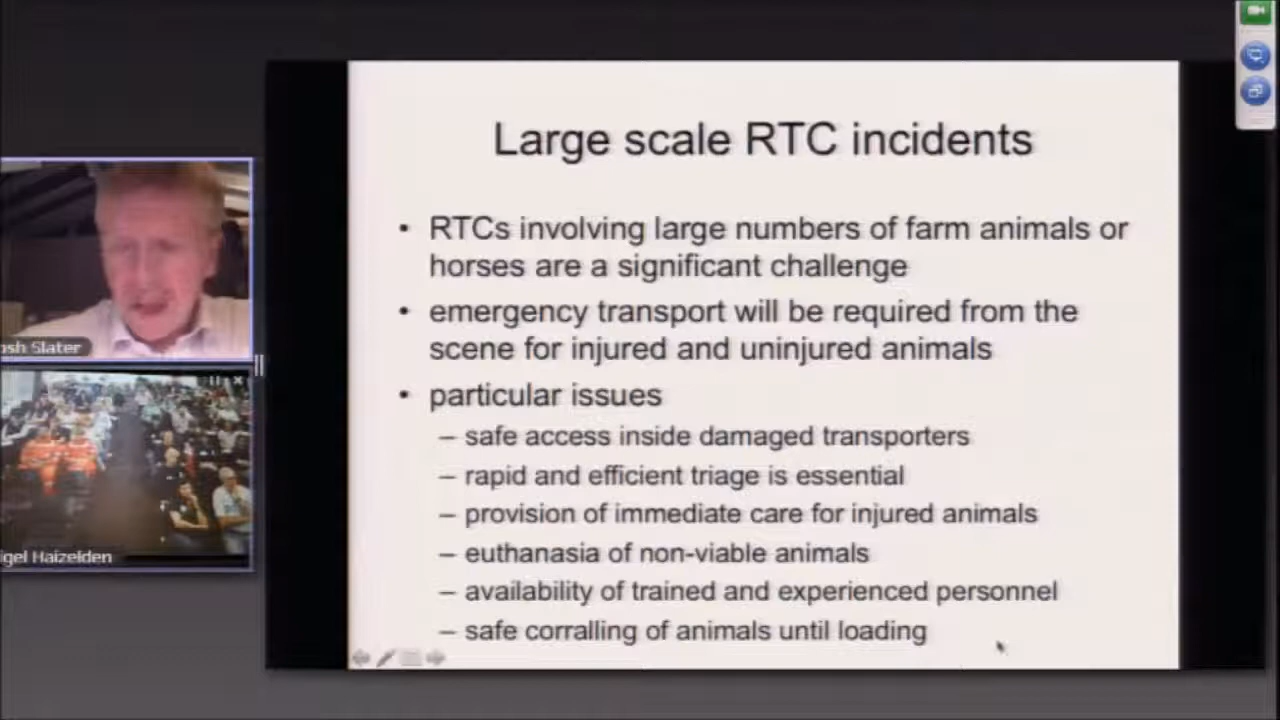 Large scale RTC incidents
• RTCs involving large numbers of farm animals or
horses are a significant challenge
• emergency transport will be required from the
scene for injured and uninjured animals
• particular issues
– safe access inside damaged transporters
– rapid and efficient triage is essential
– provision of immediate care for injured animals
– euthanasia of non-viable animals
– availability of trained and experienced personnel
– safe corralling of animals until loading
osh Slater
igel Haizelden